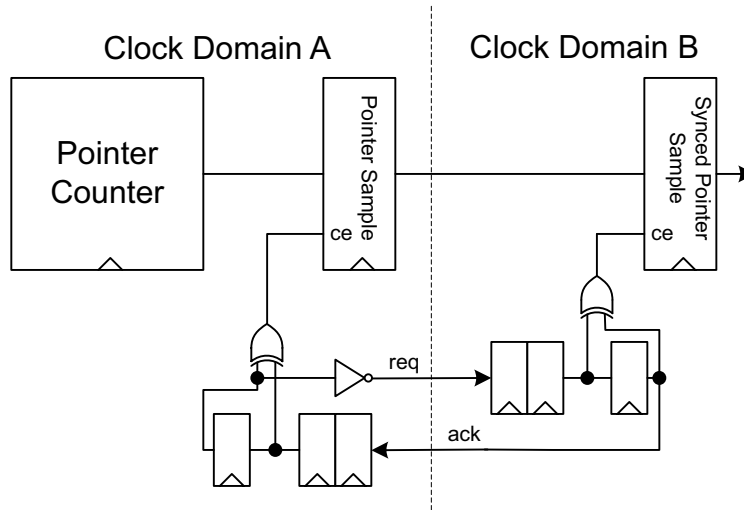 Clock Domain A
Clock Domain B
Pointer
Counter
Pointer Sample
ce
Synced Pointer
Sample
ce
req
ack